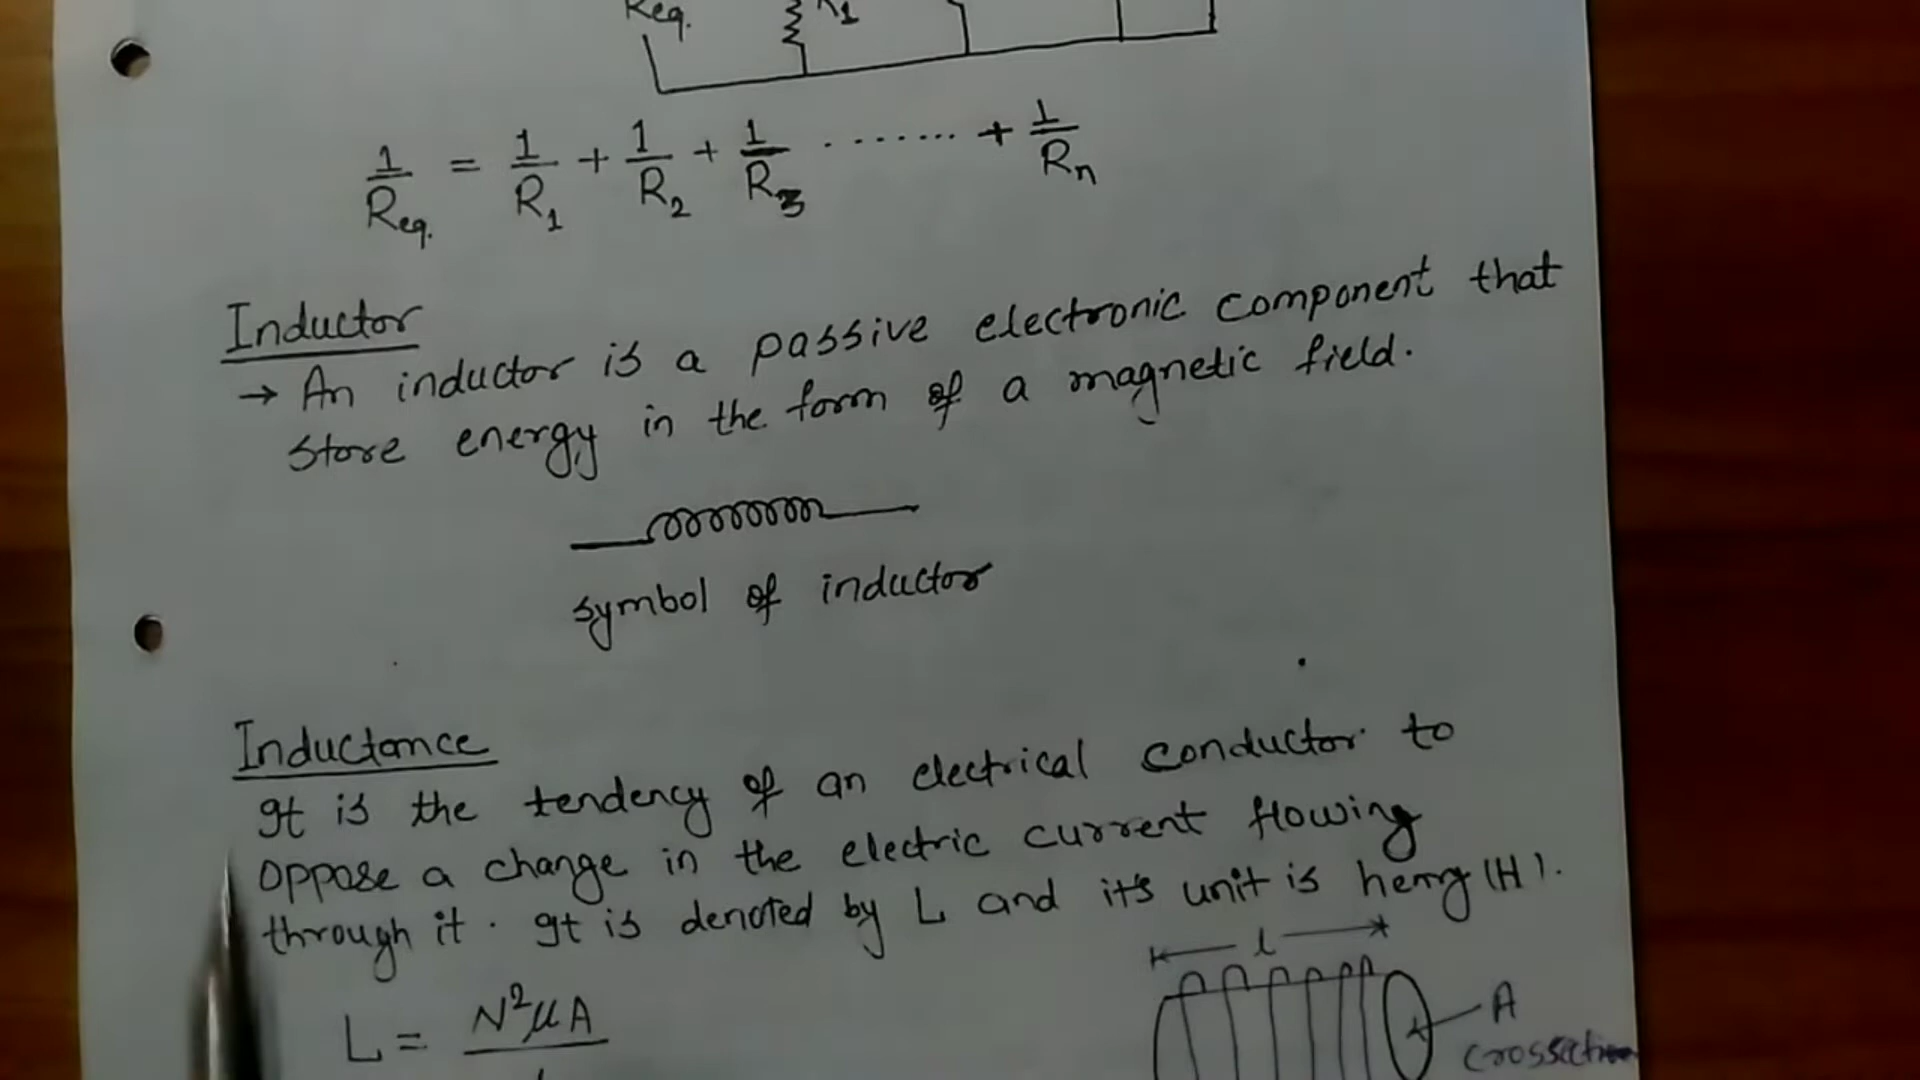 Req. R1
1/Req. = 1/R1 + 1/R2 + 1/R3 ........ + 1/Rn
Inductor
→ An inductor is a passive electronic component that
store energy in the form of a magnetic field.
symbol of inductor
Inductance
It is the tendency of an electrical conductor to
oppose a change in the electric current flowing
through it. It is denoted by L and it's unit is henry (H).
l
L = N²μA
A
crossection